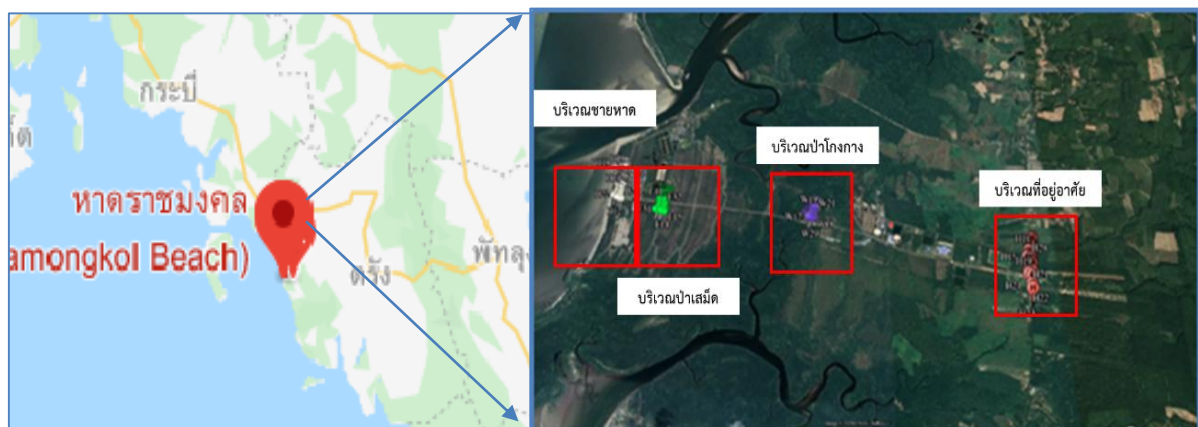 กระบี่
หาดราชมงคล
amongkol Beach)
ตรัง
พัทลุง
บริเวณชายหาด
บริเวณป่าโกงกาง
บริเวณที่อยู่อาศัย
บริเวณป่าเสม็ด